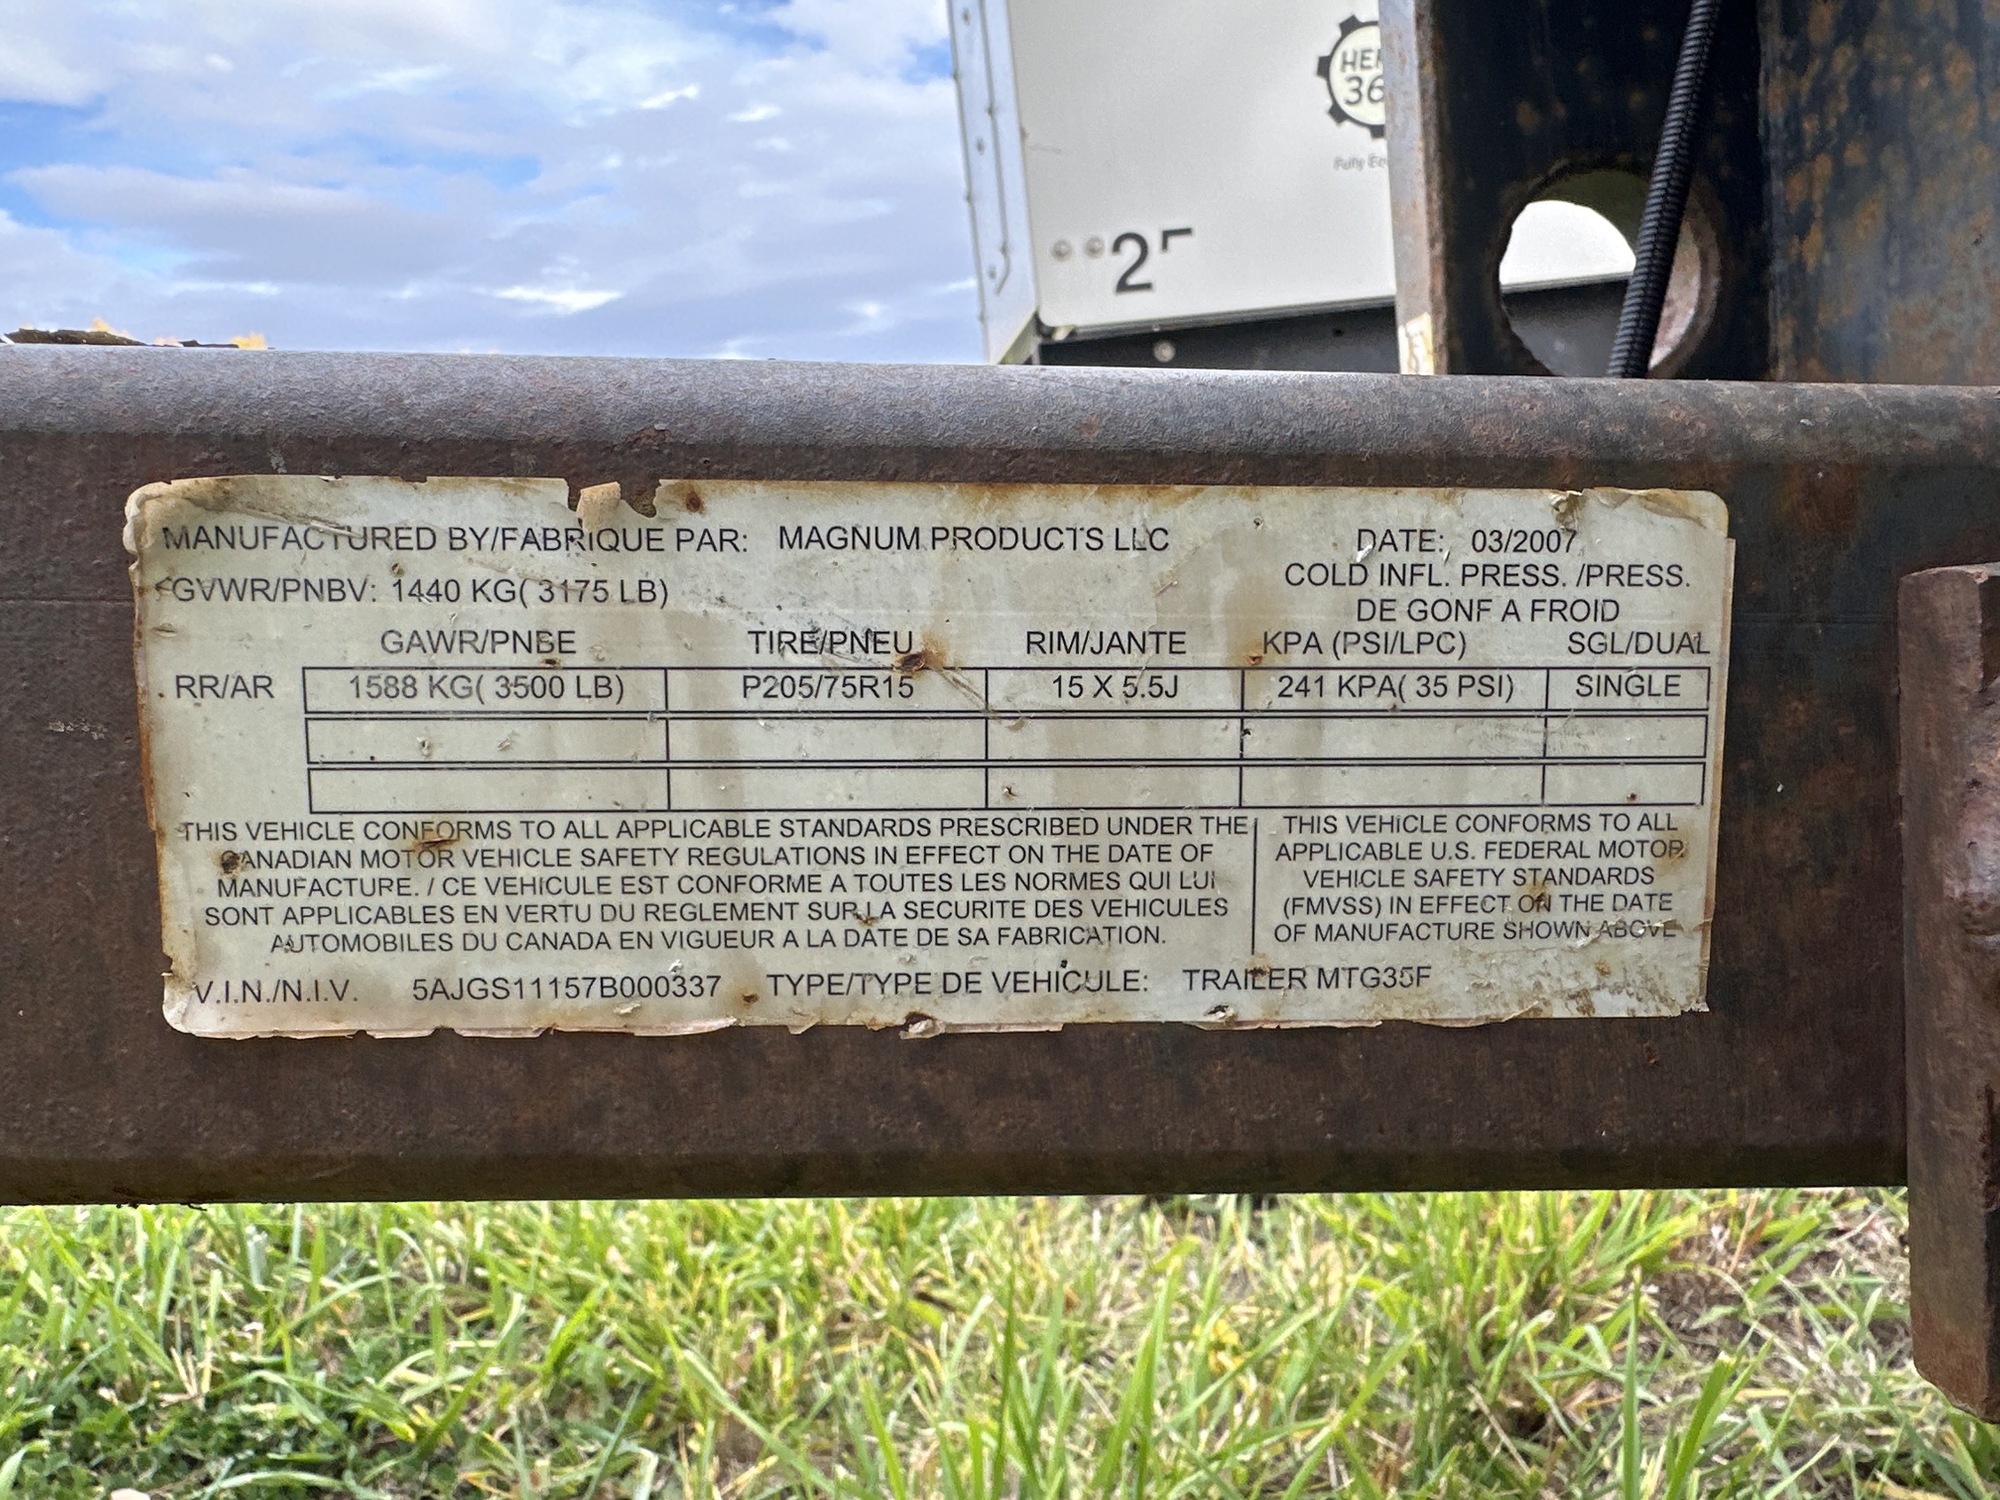 HE
36
Fully
2
MANUFACTURED BY/FABRIQUE PAR: MAGNUM PRODUCTS LLC DATE: 03/2007
GVWR/PNBV: 1440 KG( 3175 LB) COLD INFL. PRESS. /PRESS.
DE GONF A FROID
GAWR/PNBE TIRE/PNEU RIM/JANTE KPA (PSI/LPC) SGL/DUAL
RR/AR 1588 KG( 3500 LB) P205/75R15 15 X 5.5J 241 KPA( 35 PSI) SINGLE
THIS VEHICLE CONFORMS TO ALL APPLICABLE STANDARDS PRESCRIBED UNDER THE
CANADIAN MOTOR VEHICLE SAFETY REGULATIONS IN EFFECT ON THE DATE OF
MANUFACTURE. / CE VEHICULE EST CONFORME A TOUTES LES NORMES QUI LUI
SONT APPLICABLES EN VERTU DU REGLEMENT SUR LA SECURITE DES VEHICULES
AUTOMOBILES DU CANADA EN VIGUEUR A LA DATE DE SA FABRICATION.
THIS VEHICLE CONFORMS TO ALL
APPLICABLE U.S. FEDERAL MOTOR
VEHICLE SAFETY STANDARDS
(FMVSS) IN EFFECT ON THE DATE
OF MANUFACTURE SHOWN ABOVE
V.I.N./N.I.V. 5AJGS11157B000337 TYPE/TYPE DE VEHICULE: TRAILER MTG35F